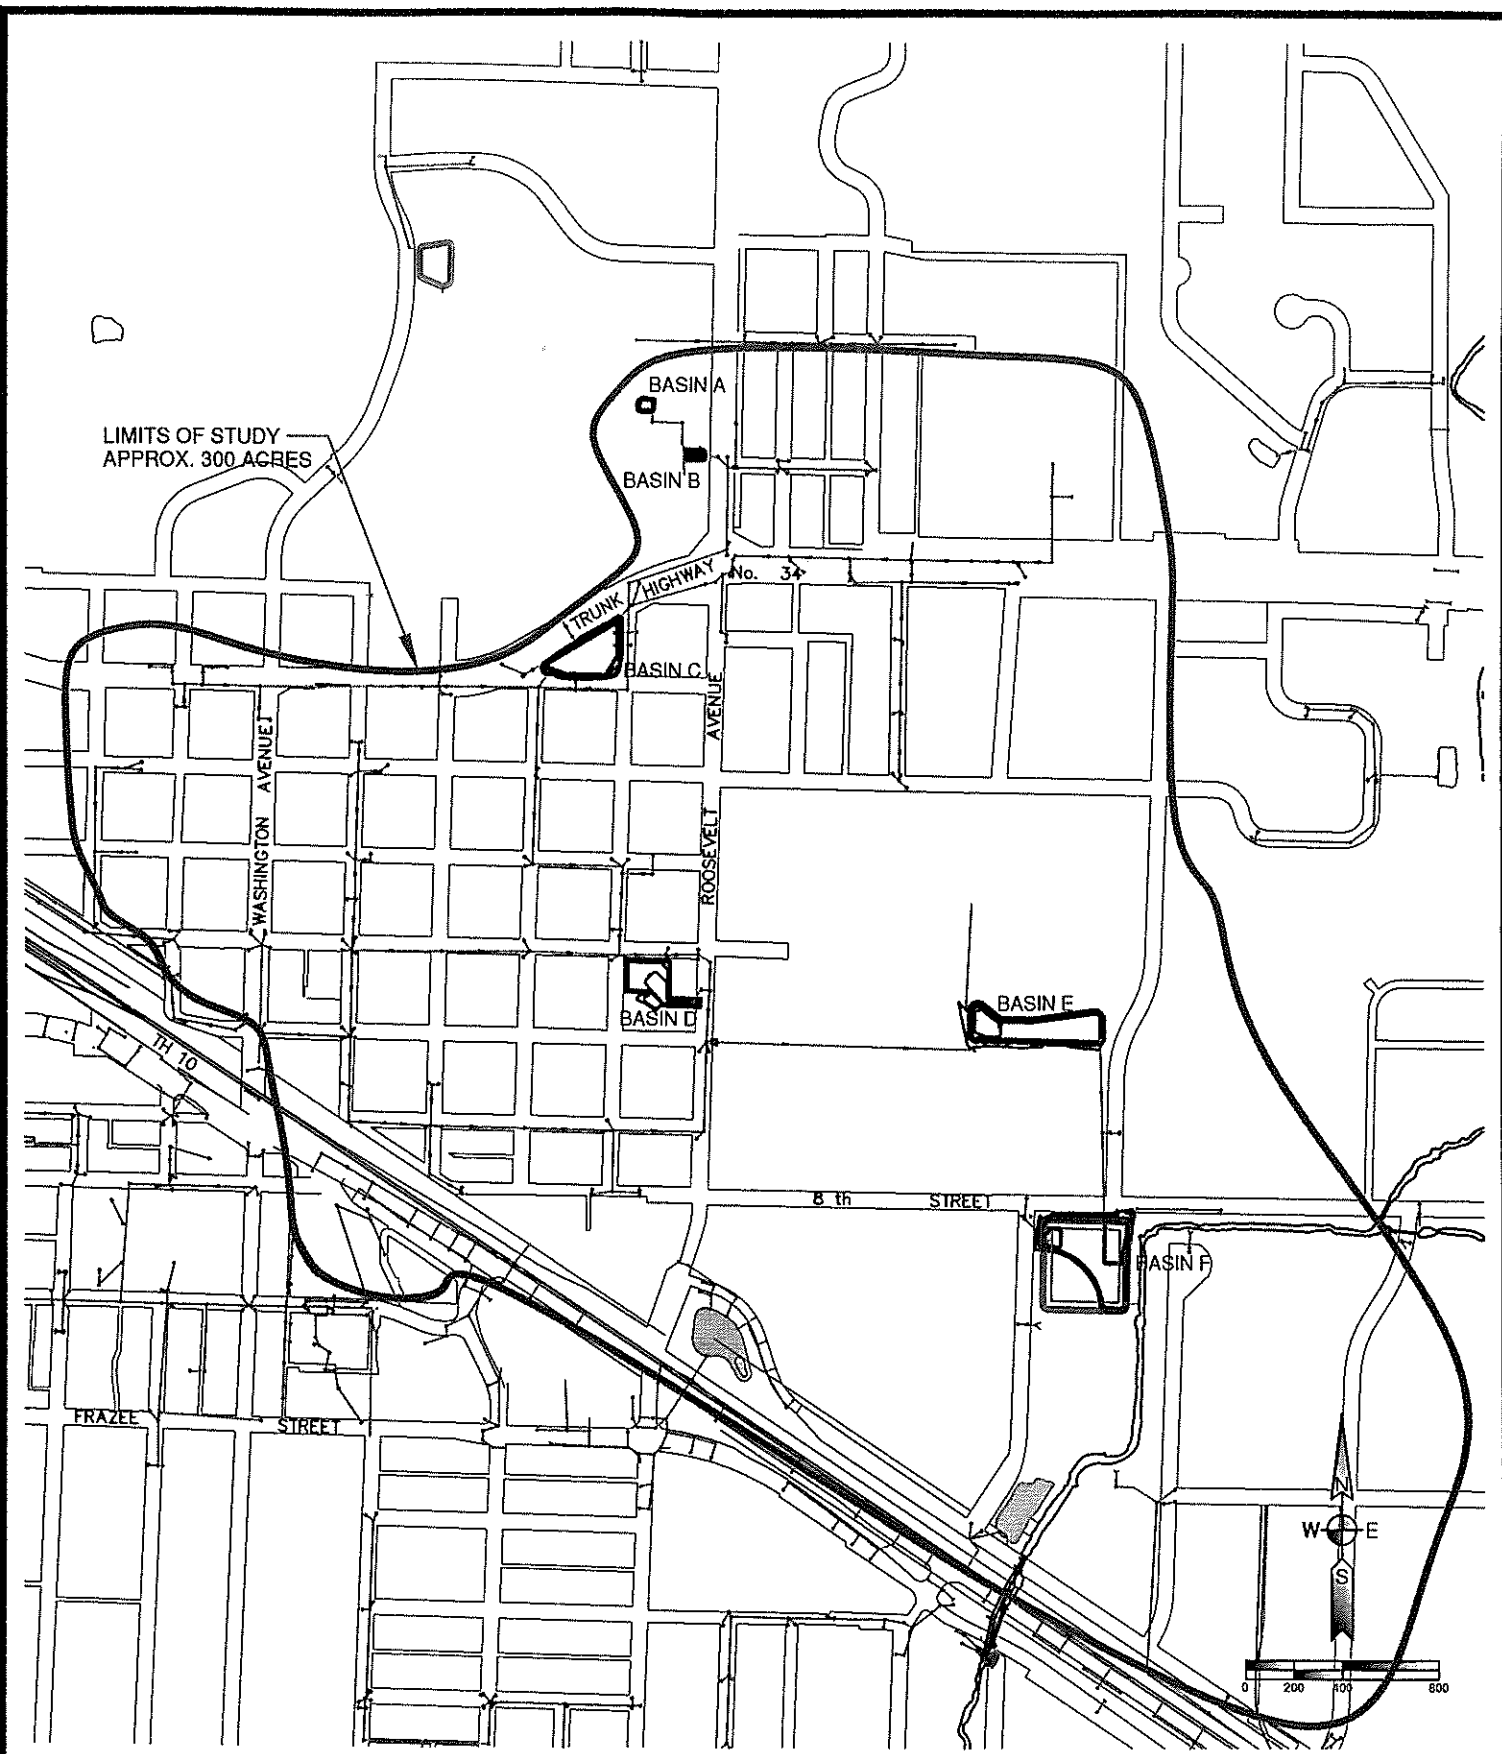 BASIN A
LIMITS OF STUDY
APPROX. 300 ACRES
BASIN B
TRUNK HIGHWAY No. 34
BASIN C
WASHINGTON AVENUE
ROOSEVELT AVENUE
BASIN D
BASIN E
TH 10
8 th STREET
BASIN F
FRAZEE STREET
N
W E
S
0 200 400 800